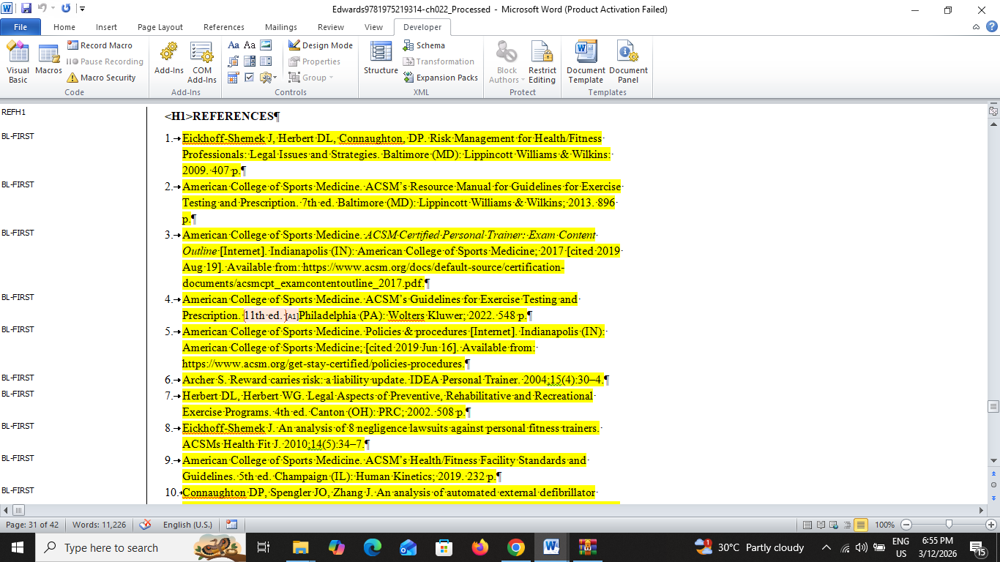 Edwards9781975219314-ch022_Processed - Microsoft Word (Product Activation Failed)
File Home Insert Page Layout References Mailings Review View Developer
Visual Basic
Macros
Record Macro
Pause Recording
Macro Security
Code
Add-Ins
COM Add-Ins
Add-Ins
Aa Aa
Design Mode
Properties
Group
Controls
Structure
Schema
Transformation
Expansion Packs
XML
Block Authors
Restrict Editing
Protect
Document Template
Document Panel
Templates
REFH1
<H1>REFERENCES¶
BL-FIRST
1.→Eickhoff-Shemek J, Herbert DL, Connaughton, DP. Risk Management for Health/Fitness
Professionals: Legal Issues and Strategies. Baltimore (MD): Lippincott Williams & Wilkins:
2009. 407 p.¶
BL-FIRST
2.→American College of Sports Medicine. ACSM’s Resource Manual for Guidelines for Exercise
Testing and Prescription. 7th ed. Baltimore (MD): Lippincott Williams & Wilkins; 2013. 896
p.¶
BL-FIRST
3.→American College of Sports Medicine. ACSM Certified Personal Trainer: Exam Content
Outline [Internet]. Indianapolis (IN): American College of Sports Medicine; 2017 [cited 2019
Aug 19]. Available from: https://www.acsm.org/docs/default-source/certification-
documents/acsmcpt_examcontentoutline_2017.pdf.¶
BL-FIRST
4.→American College of Sports Medicine. ACSM’s Guidelines for Exercise Testing and
Prescription. 11th ed. [A1]Philadelphia (PA): Wolters Kluwer; 2022. 548 p.¶
BL-FIRST
5.→American College of Sports Medicine. Policies & procedures [Internet]. Indianapolis (IN):
American College of Sports Medicine; [cited 2019 Jun 16]. Available from:
https://www.acsm.org/get-stay-certified/policies-procedures.¶
BL-FIRST
6.→Archer S. Reward carries risk: a liability update. IDEA Personal Trainer. 2004;15(4):30–4.¶
BL-FIRST
7.→Herbert DL, Herbert WG. Legal Aspects of Preventive, Rehabilitative and Recreational
Exercise Programs. 4th ed. Canton (OH): PRC; 2002. 508 p.¶
BL-FIRST
8.→Eickhoff-Shemek J. An analysis of 8 negligence lawsuits against personal fitness trainers.
ACSMs Health Fit J. 2010;14(5):34–7.¶
BL-FIRST
9.→American College of Sports Medicine. ACSM’s Health/Fitness Facility Standards and
Guidelines. 5th ed. Champaign (IL): Human Kinetics; 2019. 232 p.¶
BL-FIRST
10.→Connaughton DP, Spengler JO, Zhang J. An analysis of automated external defibrillator
Page: 31 of 42 Words: 11,226 English (U.S.) 100%
Type here to search
30°C Partly cloudy
ENG
US
6:55 PM
3/12/2026
15